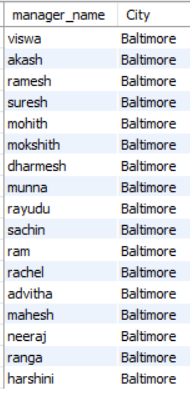 manager_name City
viswa Baltimore
akash Baltimore
ramesh Baltimore
suresh Baltimore
mohith Baltimore
mokshith Baltimore
dharmesh Baltimore
munna Baltimore
rayudu Baltimore
sachin Baltimore
ram Baltimore
rachel Baltimore
advitha Baltimore
mahesh Baltimore
neeraj Baltimore
ranga Baltimore
harshini Baltimore